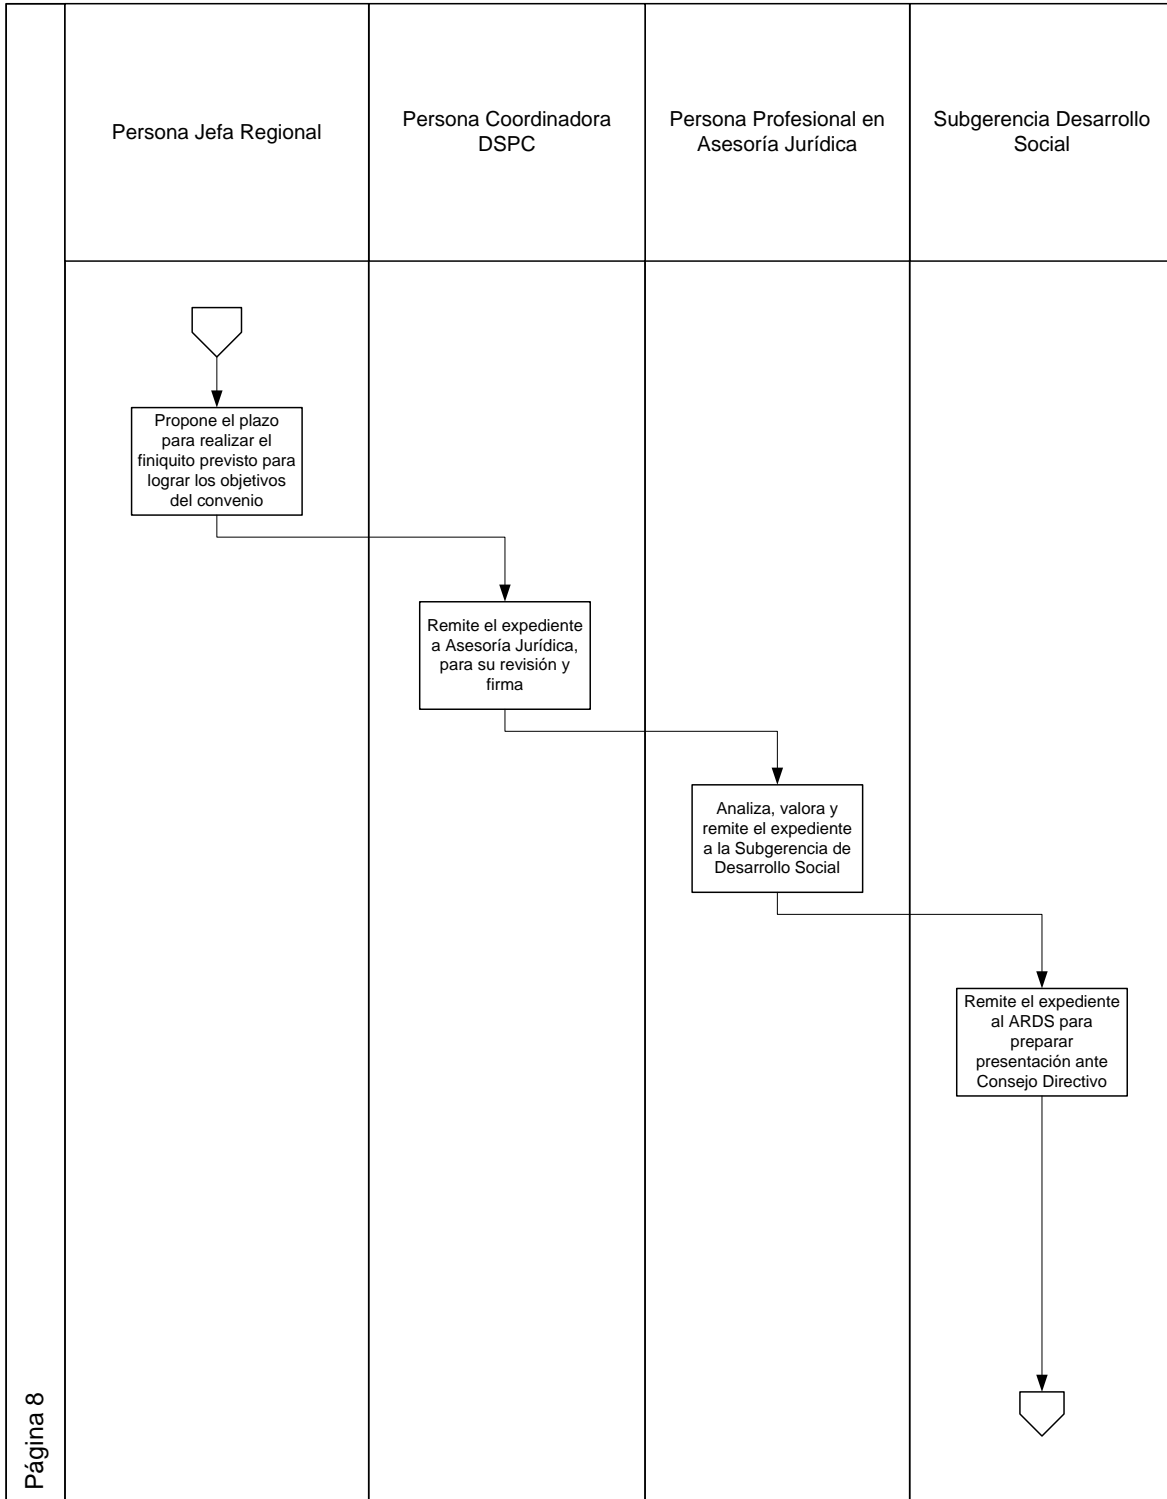 Persona Jefa Regional
Persona Coordinadora
DSPC
Persona Profesional en
Asesoría Jurídica
Subgerencia Desarrollo
Social
Propone el plazo
para realizar el
finiquito previsto para
lograr los objetivos
del convenio
Remite el expediente
a Asesoría Jurídica,
para su revisión y
firma
Analiza, valora y
remite el expediente
a la Subgerencia de
Desarrollo Social
Remite el expediente
al ARDS para
preparar
presentación ante
Consejo Directivo
Página 8